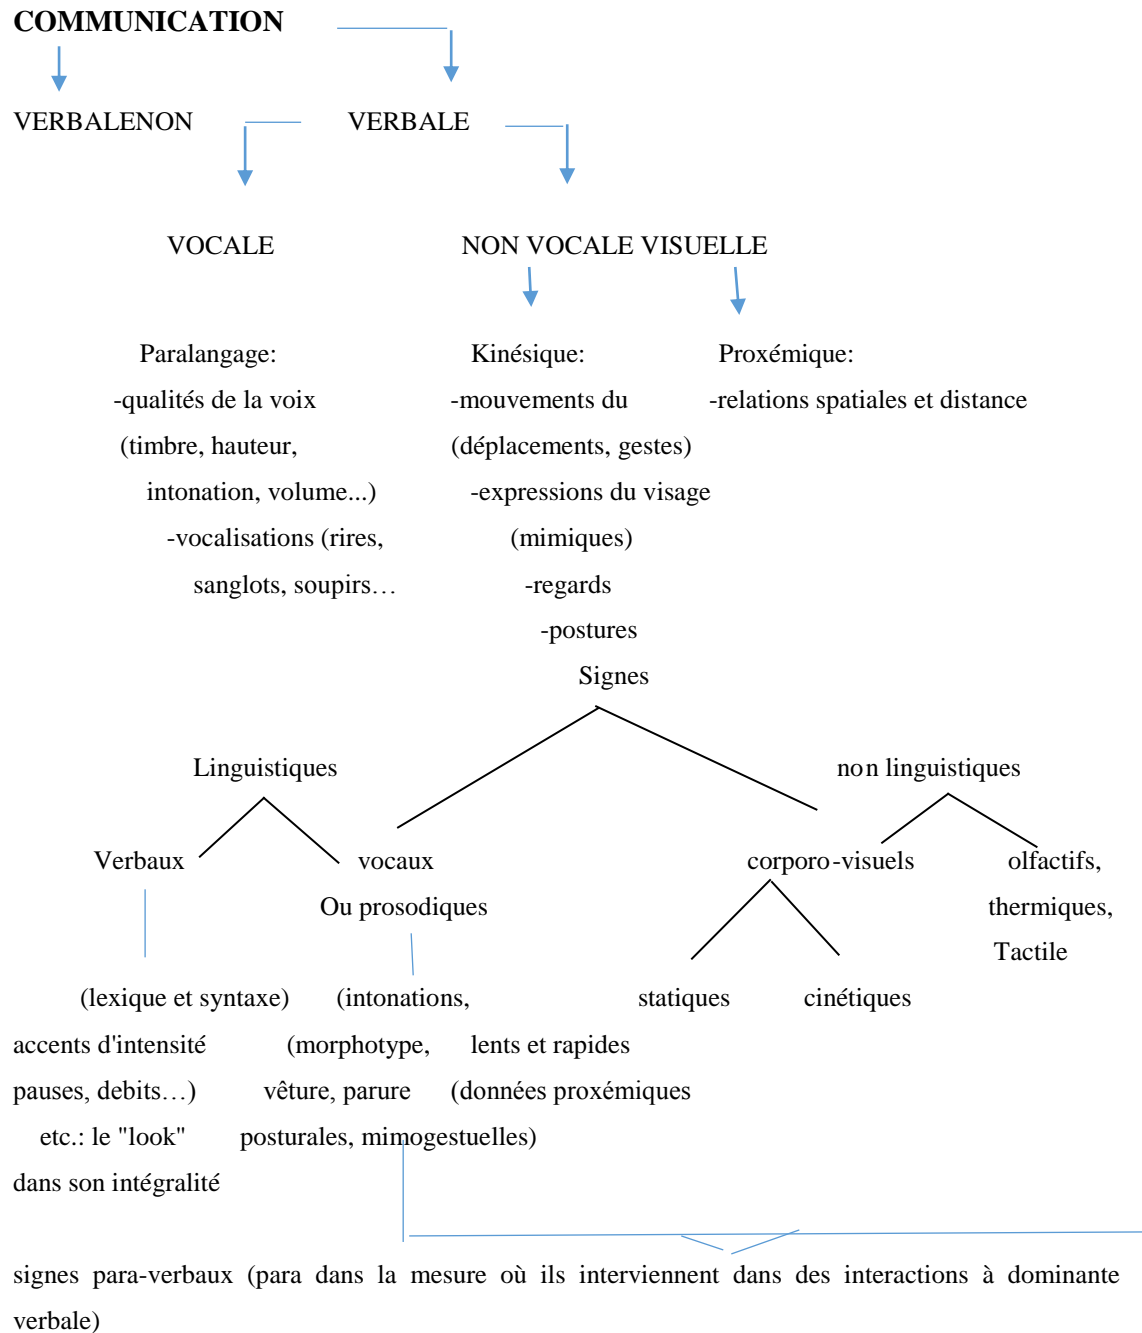 COMMUNICATION
VERBALENON VERBALE
VOCALE NON VOCALE VISUELLE
Paralangage: Kinésique: Proxémique:
-qualités de la voix -mouvements du -relations spatiales et distance
(timbre, hauteur, (déplacements, gestes)
intonation, volume...) -expressions du visage
-vocalisations (rires, (mimiques)
sanglots, soupirs… -regards
-postures
Signes
Linguistiques non linguistiques
Verbaux vocaux corporo-visuels olfactifs,
Ou prosodiques thermiques,
Tactile
(lexique et syntaxe) (intonations, statiques cinétiques
accents d'intensité (morphotype, lents et rapides
pauses, debits…) vêture, parure (données proxémiques
etc.: le "look" posturales, mimogestuelles)
dans son intégralité
signes para-verbaux (para dans la mesure où ils interviennent dans des interactions à dominante
verbale)